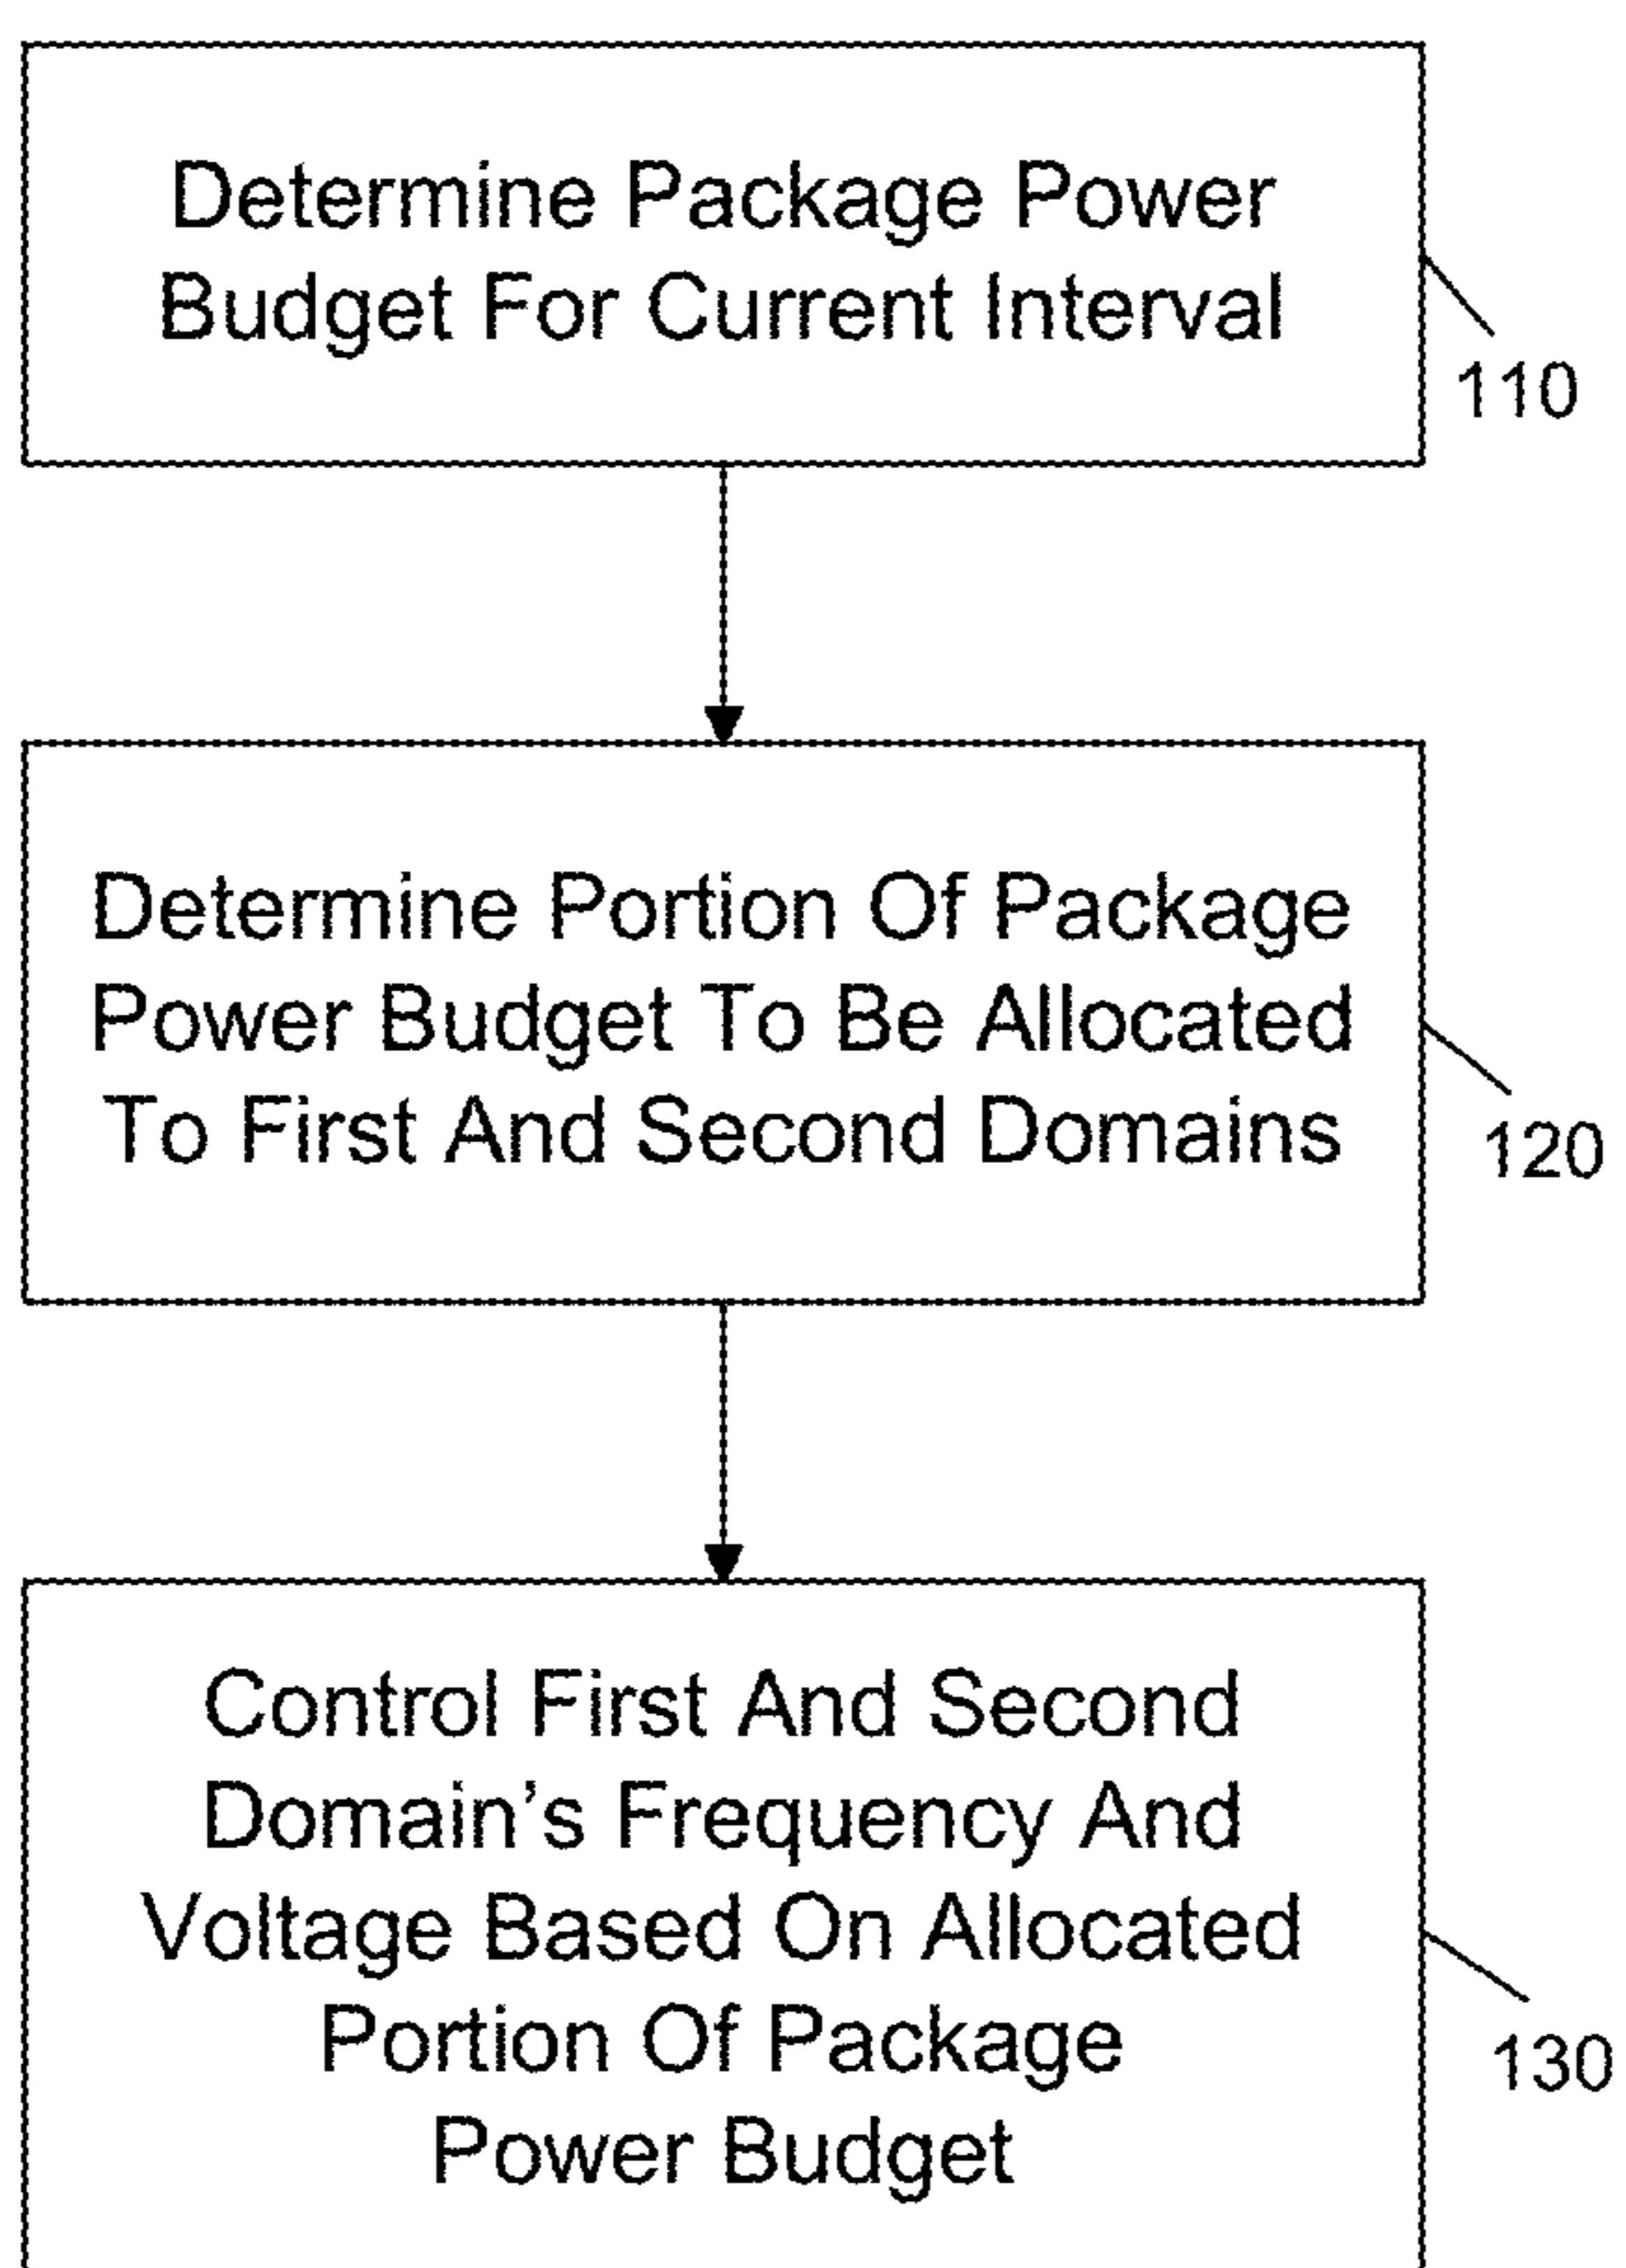 Determine Package Power
Budget For Current Interval
110
Determine Portion Of Package
Power Budget To Be Allocated
To First And Second Domains
120
Control First And Second
Domain’s Frequency And
Voltage Based On Allocated
Portion Of Package
Power Budget
130